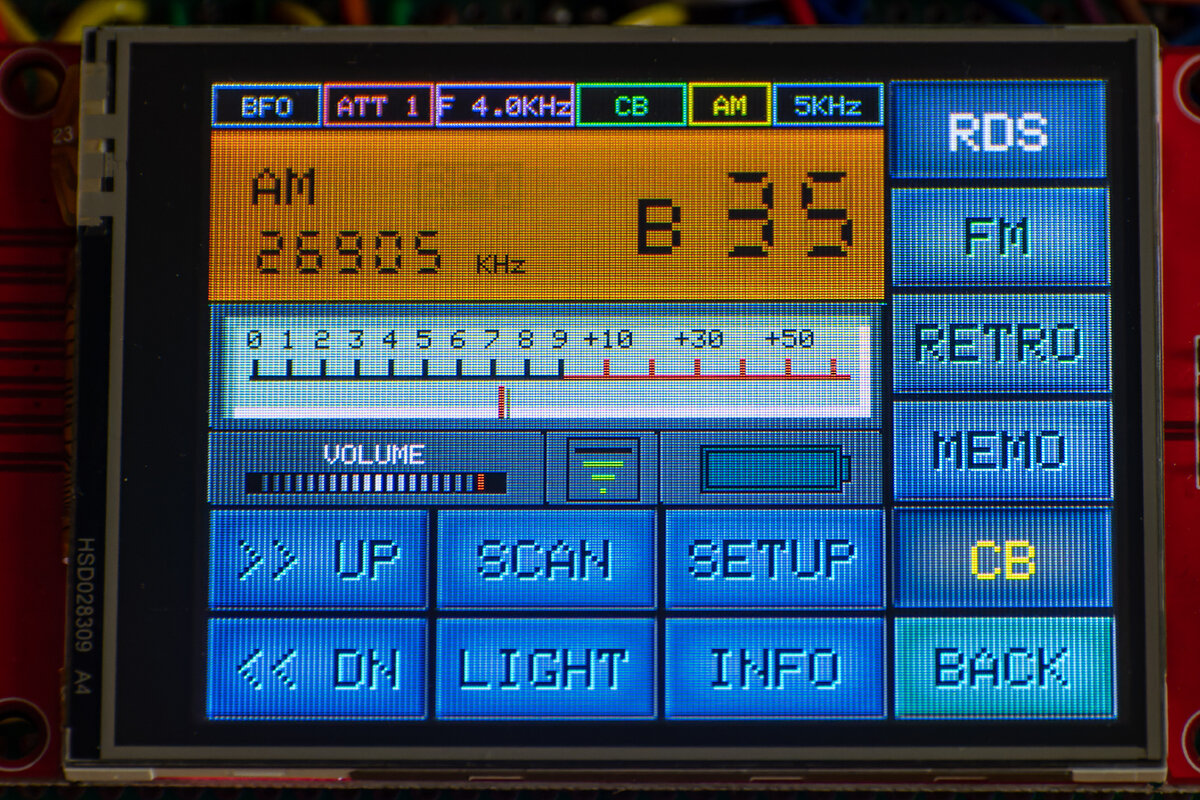 BFO ATT 1 F 4.0KHz CB AM 5KHz
RDS
AM
B 35
26905 KHz
FM
0 1 2 3 4 5 6 7 8 9 +10 +30 +50
RETRO
VOLUME
MEMO
>> UP SCAN SETUP CB
<< DN LIGHT INFO BACK
23
HSD028309 A4